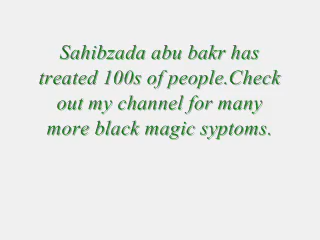 Sahibzada abu bakr has
treated 100s of people.Check
out my channel for many
more black magic syptoms.